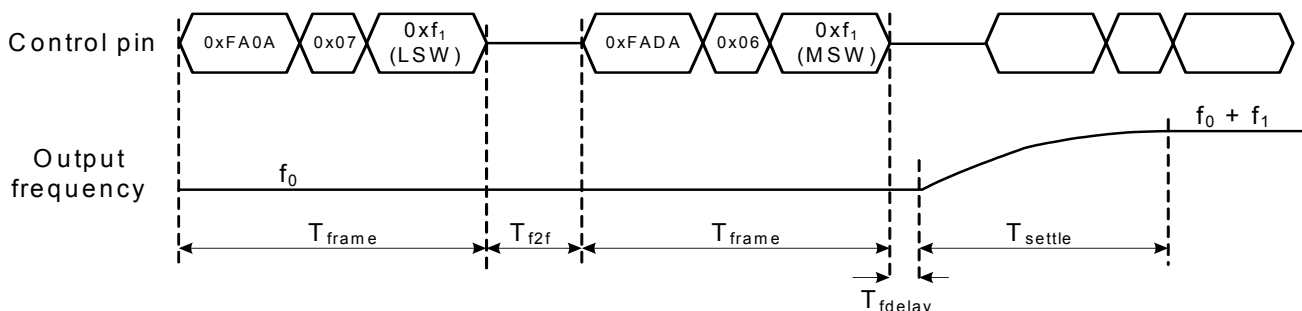 Control pin
0xFA0A 0x07 0xf1 (LSW)
0xFADA 0x06 0xf1 (MSW)
Output frequency
f0
f0 + f1
Tframe
Tf2f
Tframe
Tsettle
Tfdelay